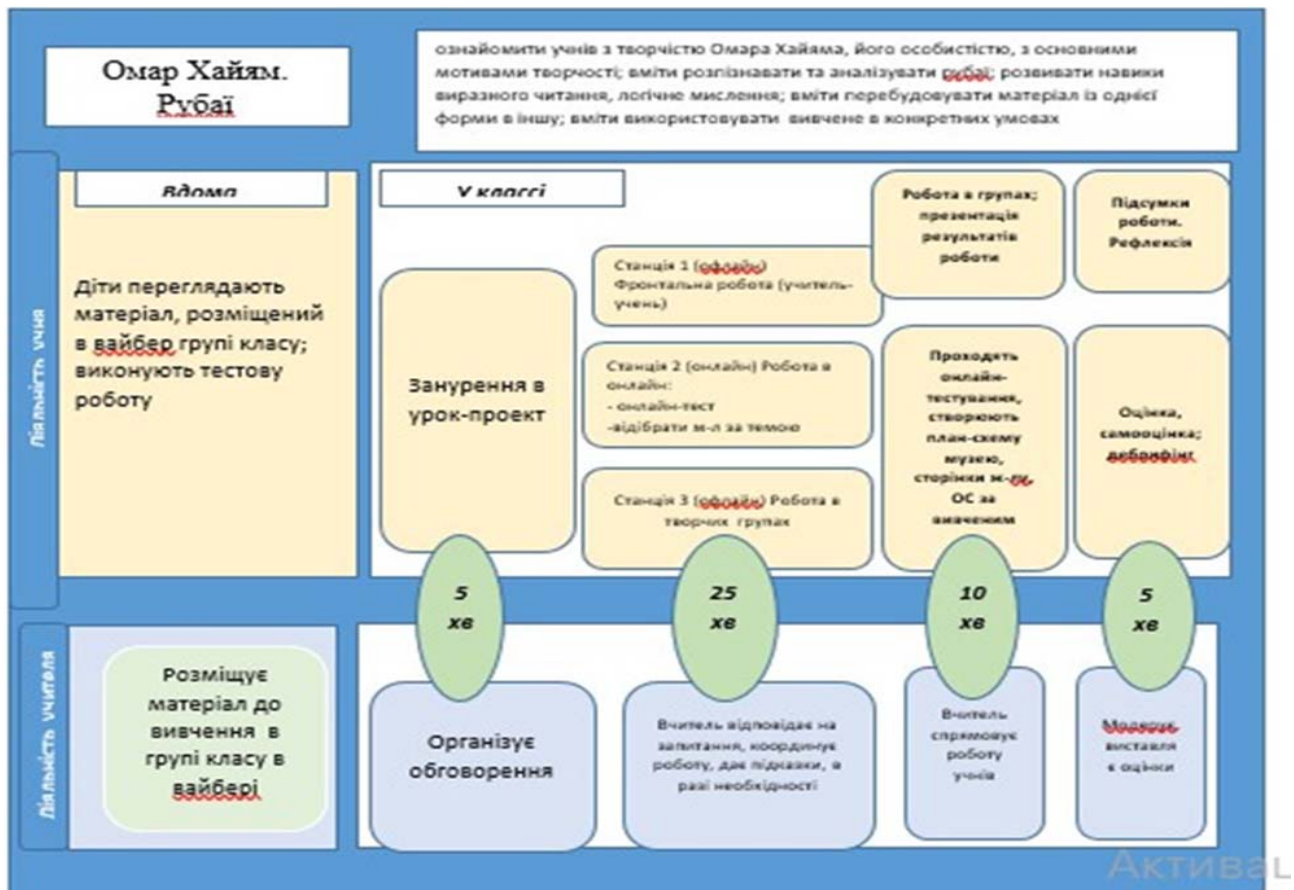 Омар Хайям.
Рубаї
ознайомити учнів з творчістю Омара Хайяма, його особистістю, з основними
мотивами творчості; вміти розпізнавати та аналізувати рубаї; розвивати навики
виразного читання, логічне мислення; вміти перебудовувати матеріал із однієї
форми в іншу; вміти використовувати вивчене в конкретних умовах
Діяльність учня
Вдома
Діти переглядають
матеріал, розміщений
в вайбер групі класу;
виконують тестову
роботу
У классі
Занурення в
урок-проект
Станція 1 (офлайн)
Фронтальна робота (учитель-
учень)
Станція 2 (онлайн) Робота в
онлайн:
- онлайн-тест
-відібрати м-л за темою
Станція 3 (офлайн) Робота в
творчих групах
Робота в групах;
презентація
результатів
роботи
Проходять
онлайн-
тестування,
створюють
план-схему
музею,
сторінки ж-лу,
ОС за
вивченим
Підсумки
роботи.
Рефлексія
Оцінка,
самооцінка;
дебрифінг
5
хв
25
хв
10
хв
5
хв
Діяльність учителя
Розміщує
матеріал до
вивчення в
групі класу в
вайбері
Організує
обговорення
Вчитель відповідає на
запитання, координує
роботу, дає підказки, в
разі необхідності
Вчитель
спрямовує
роботу
учнів
Модерує,
виставля
є оцінки
Активац